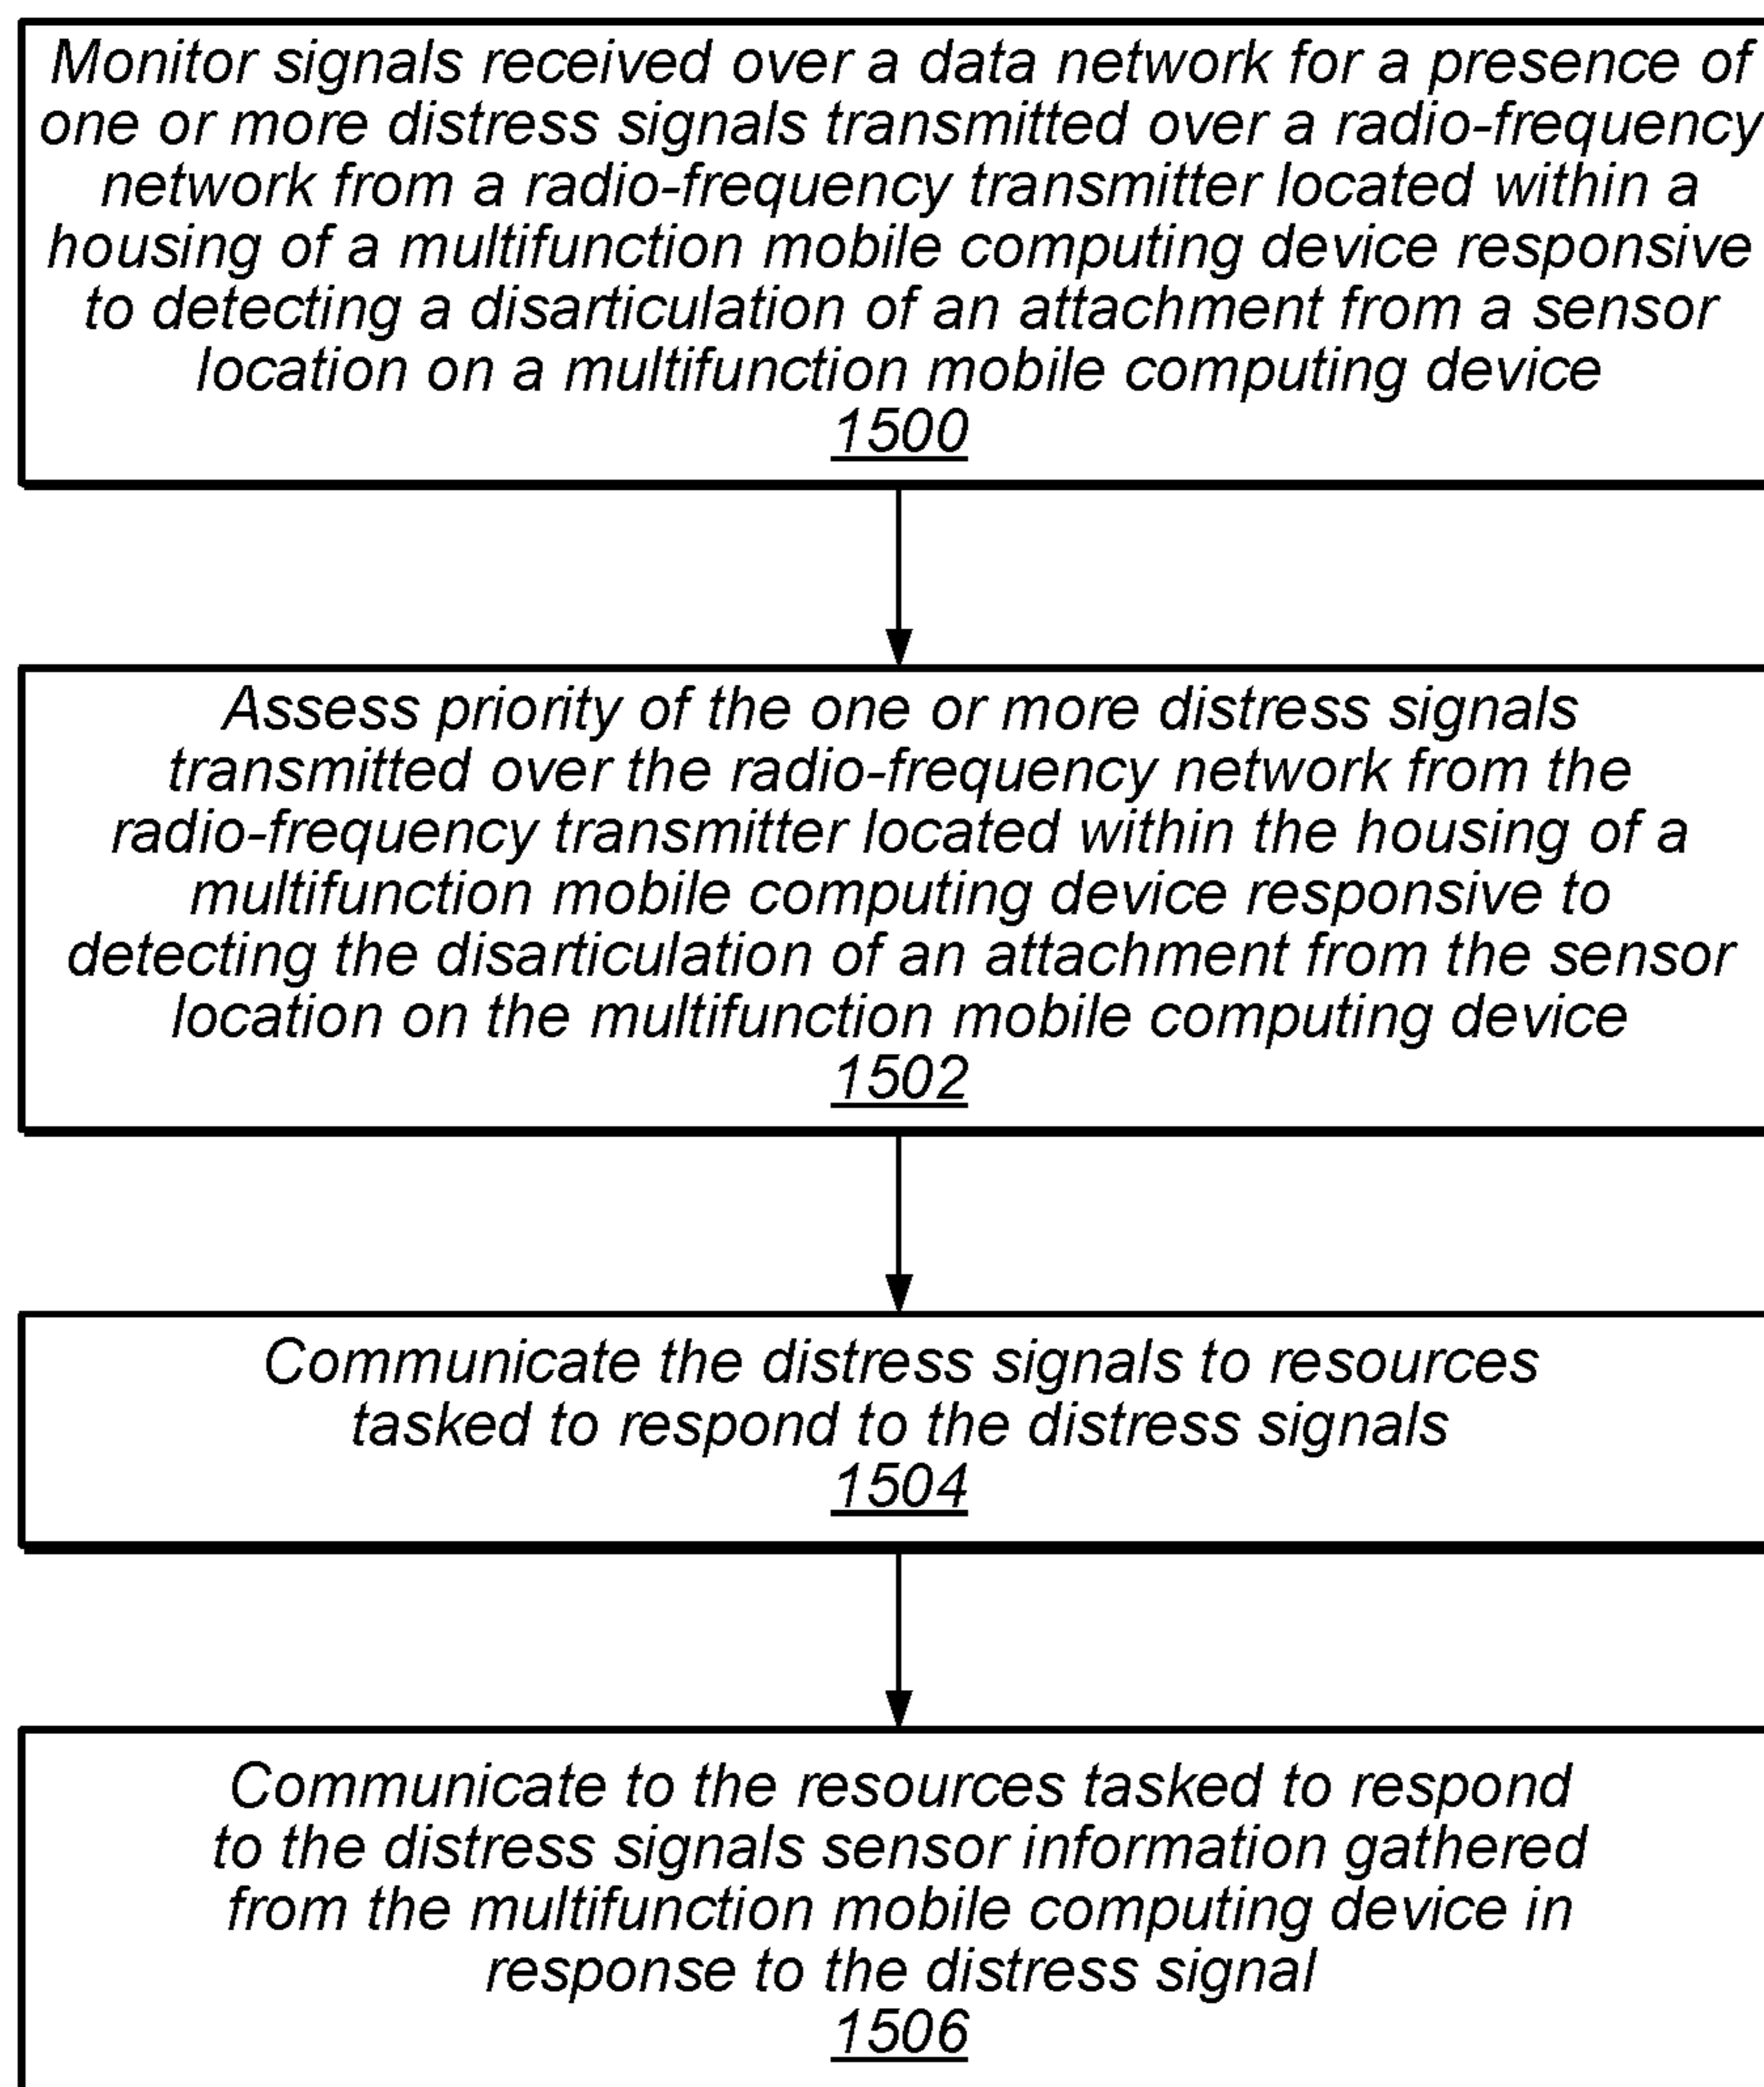 Monitor signals received over a data network for a presence of
one or more distress signals transmitted over a radio-frequency
network from a radio-frequency transmitter located within a
housing of a multifunction mobile computing device responsive
to detecting a disarticulation of an attachment from a sensor
location on a multifunction mobile computing device
1500
Assess priority of the one or more distress signals
transmitted over the radio-frequency network from the
radio-frequency transmitter located within the housing of a
multifunction mobile computing device responsive to
detecting the disarticulation of an attachment from the sensor
location on the multifunction mobile computing device
1502
Communicate the distress signals to resources
tasked to respond to the distress signals
1504
Communicate to the resources tasked to respond
to the distress signals sensor information gathered
from the multifunction mobile computing device in
response to the distress signal
1506